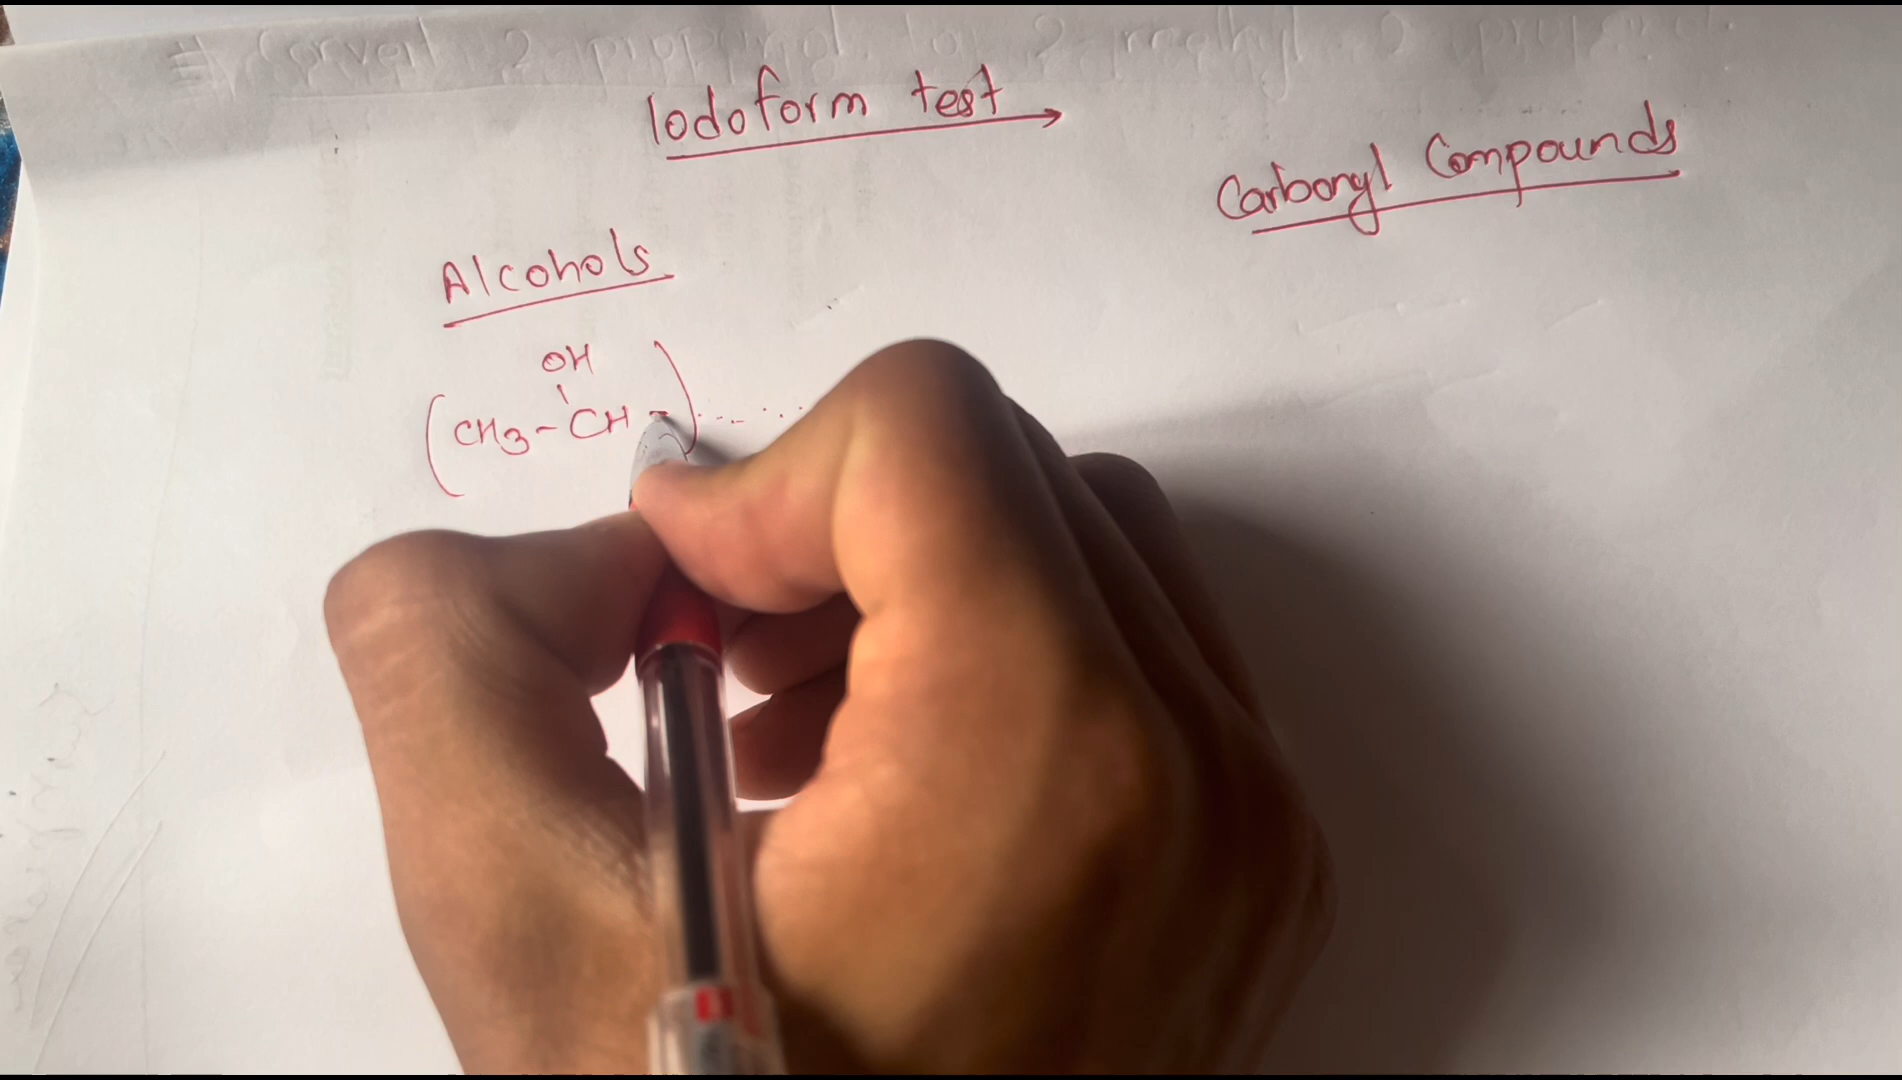 Iodoform test
Carbonyl Compounds
Alcohols
OH
(CH3-CH-)